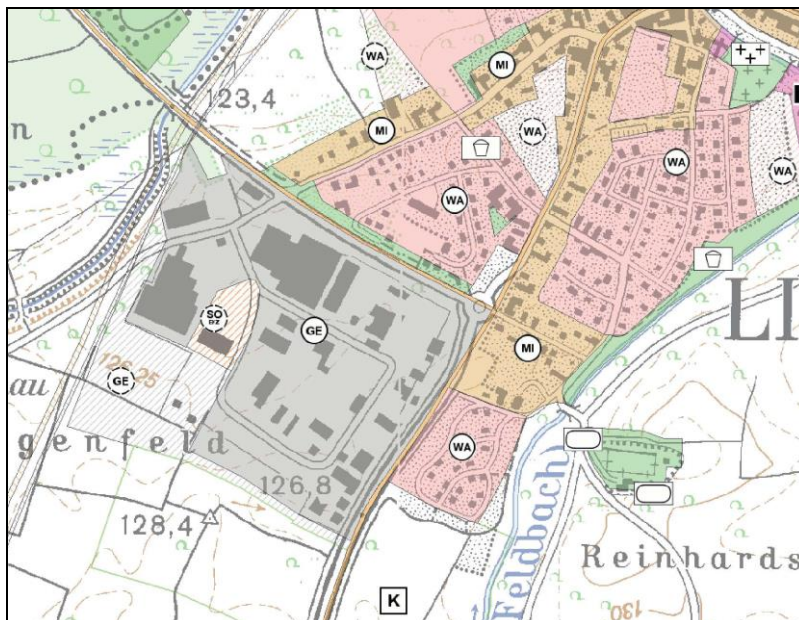 WA
MI
123,4
n
MI
WA
WA
WA
WA
LI
SO
GE
MI
126,25
GE
au
genfeld
WA
126,8
128,4
Feldbach
Reinhards
K
130